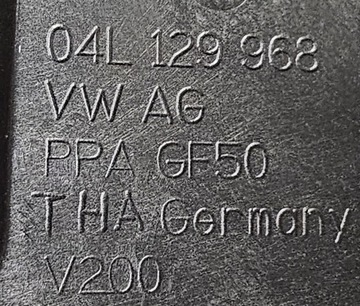 04L 129 968
VW AG
PPA GF50
THA Germany
V200